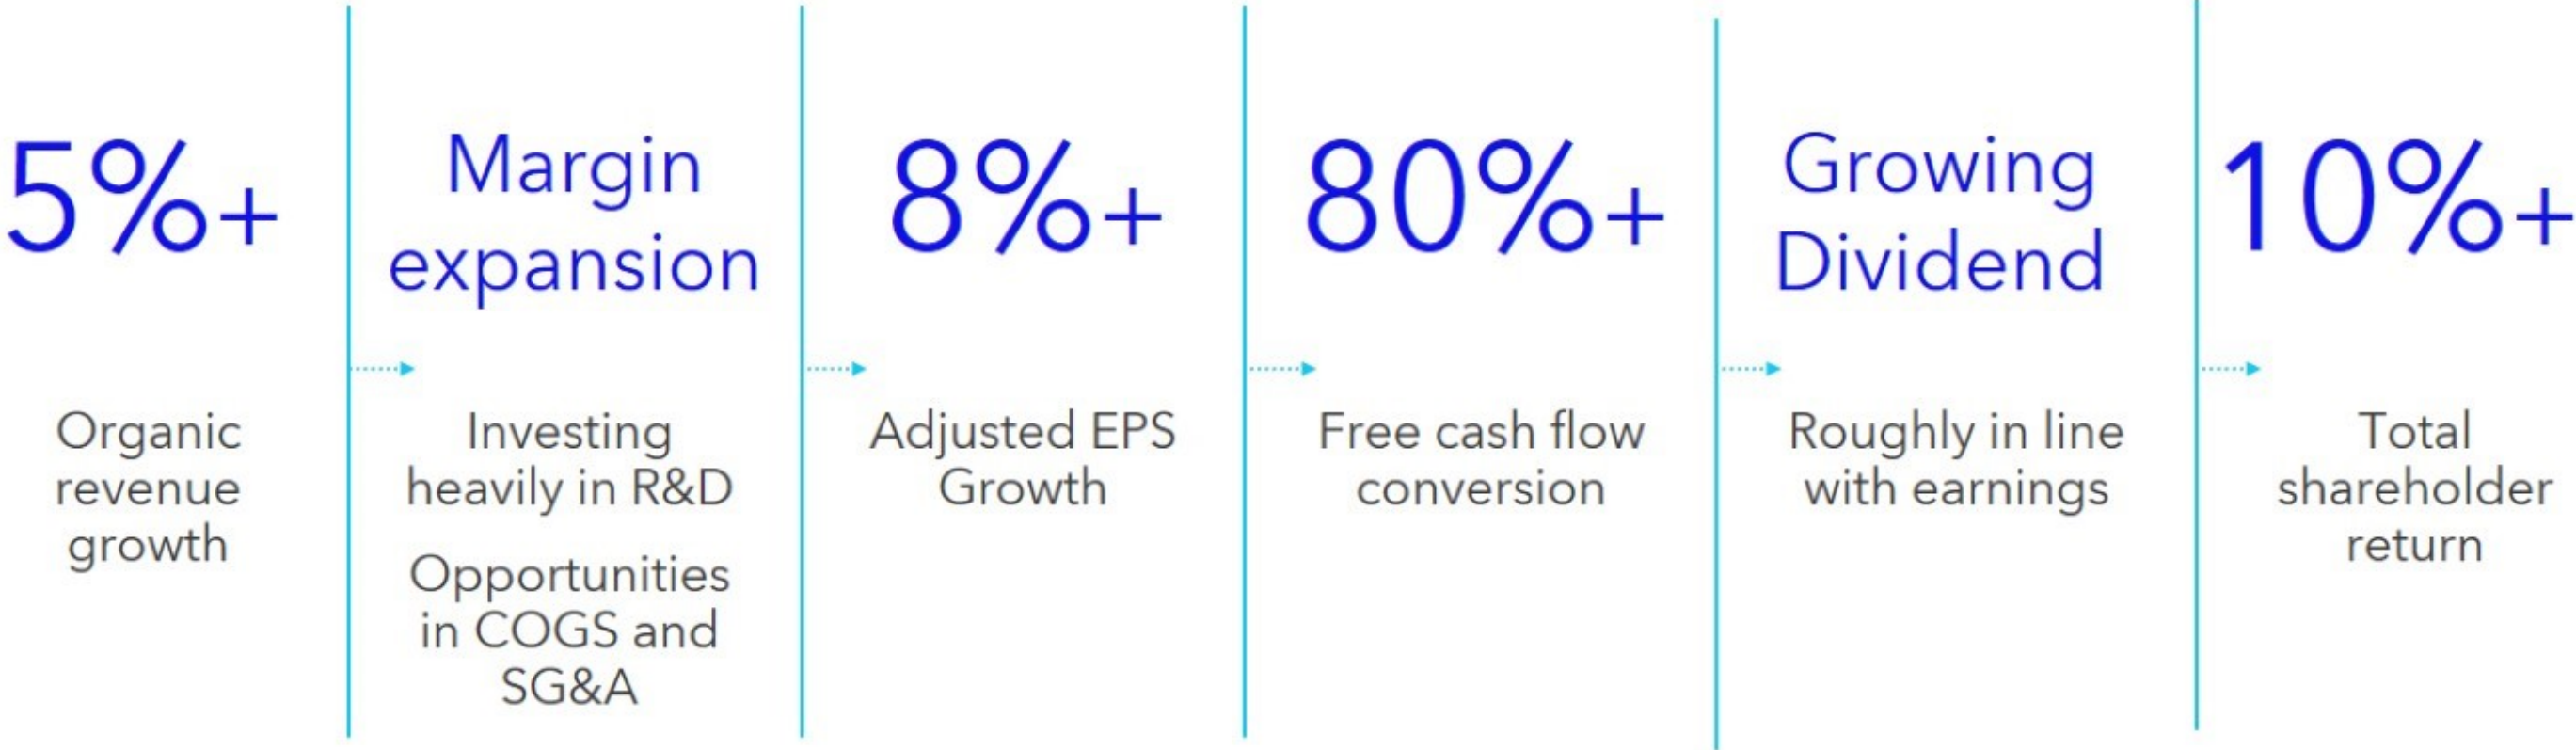 5%+
Organic
revenue
growth
Margin
expansion
Investing
heavily in R&D
Opportunities
in COGS and
SG&A
8%+
Adjusted EPS
Growth
80%+
Free cash flow
conversion
Growing
Dividend
Roughly in line
with earnings
10%+
Total
shareholder
return